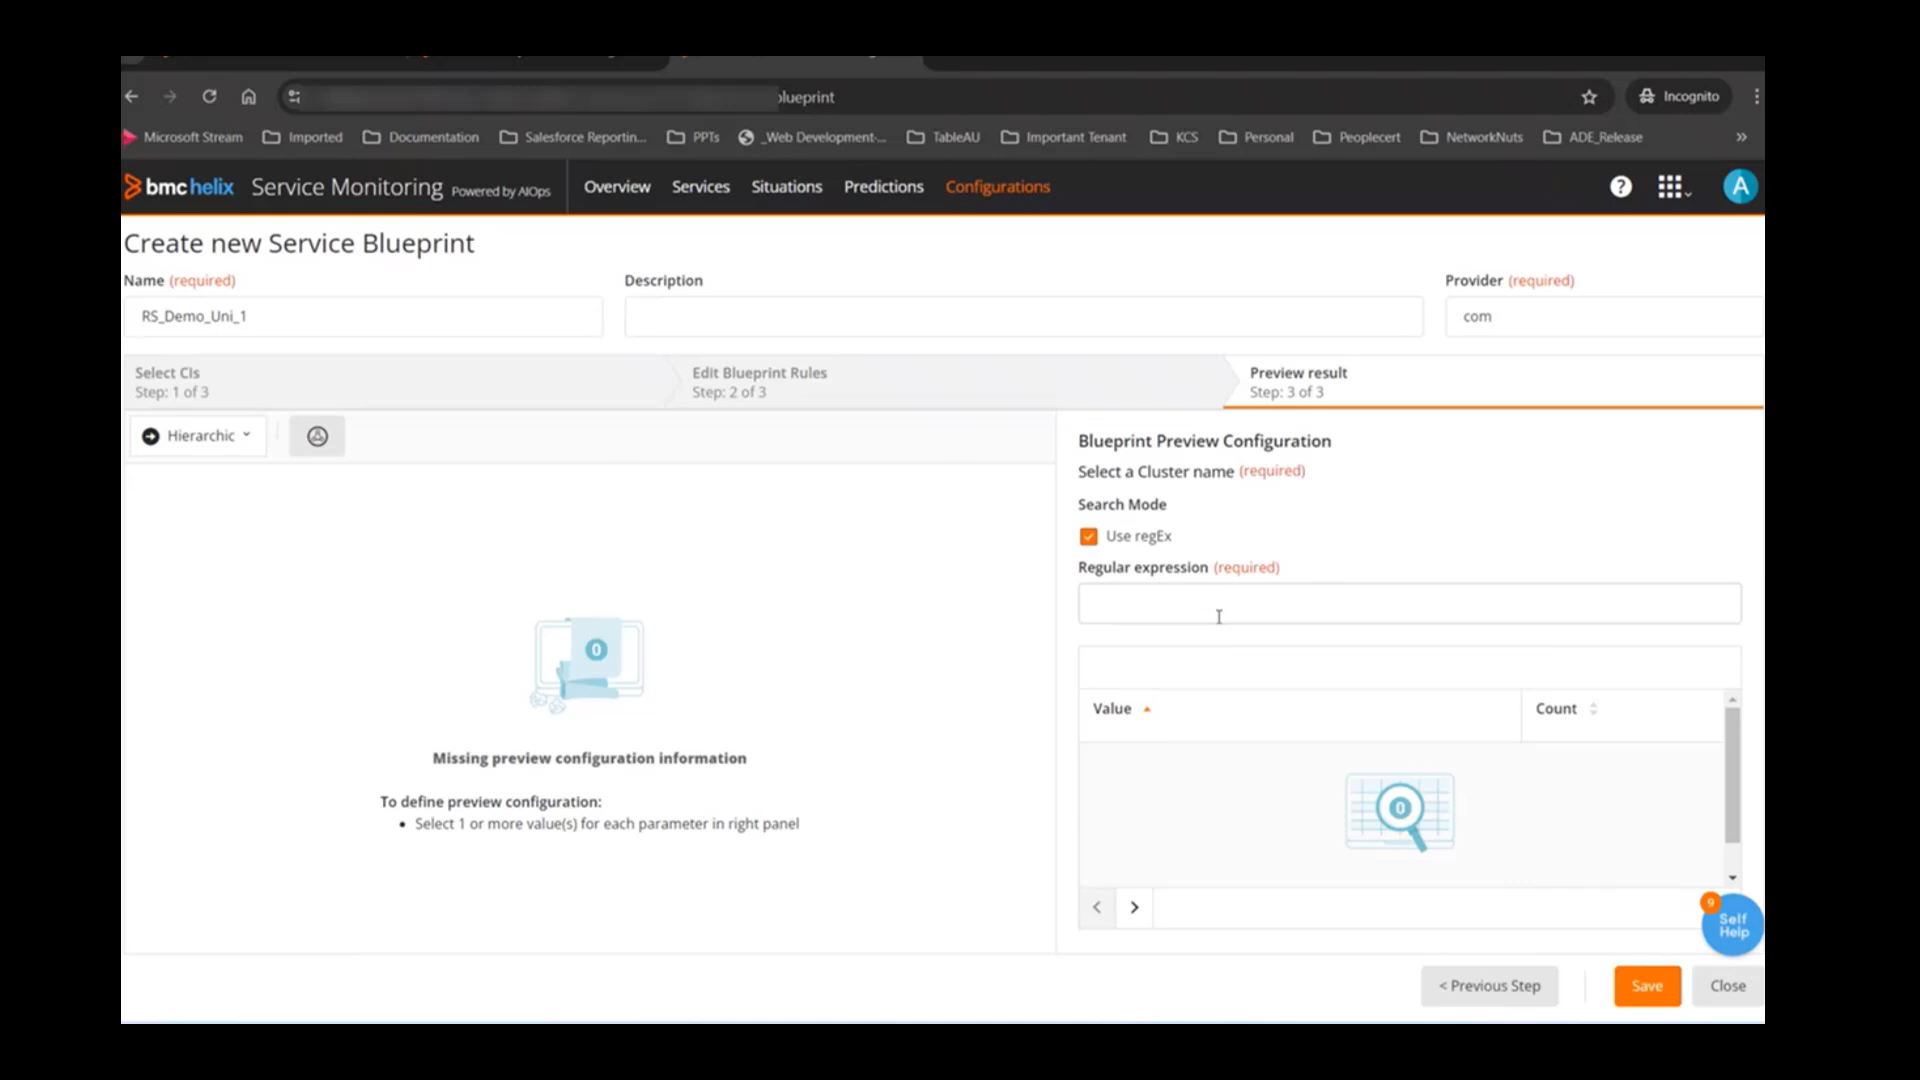 blueprint
Incognito
Microsoft Stream
Imported
Documentation
Salesforce Reportin...
PPTs
_Web Development-...
TableAU
Important Tenant
KCS
Personal
Peoplecert
NetworkNuts
ADE_Release
»
bmchelix Service Monitoring Powered by AIOps
Overview
Services
Situations
Predictions
Configurations
?
A
Create new Service Blueprint
Name (required)
Description
Provider (required)
RS_Demo_Uni_1
com
Select CIs
Step: 1 of 3
Edit Blueprint Rules
Step: 2 of 3
Preview result
Step: 3 of 3
Hierarchic
Blueprint Preview Configuration
Select a Cluster name (required)
Search Mode
Use regEx
Regular expression (required)
Value
Count
0
0
Missing preview configuration information
To define preview configuration:
• Select 1 or more value(s) for each parameter in right panel
< >
9
Self
Help
< Previous Step
Save
Close